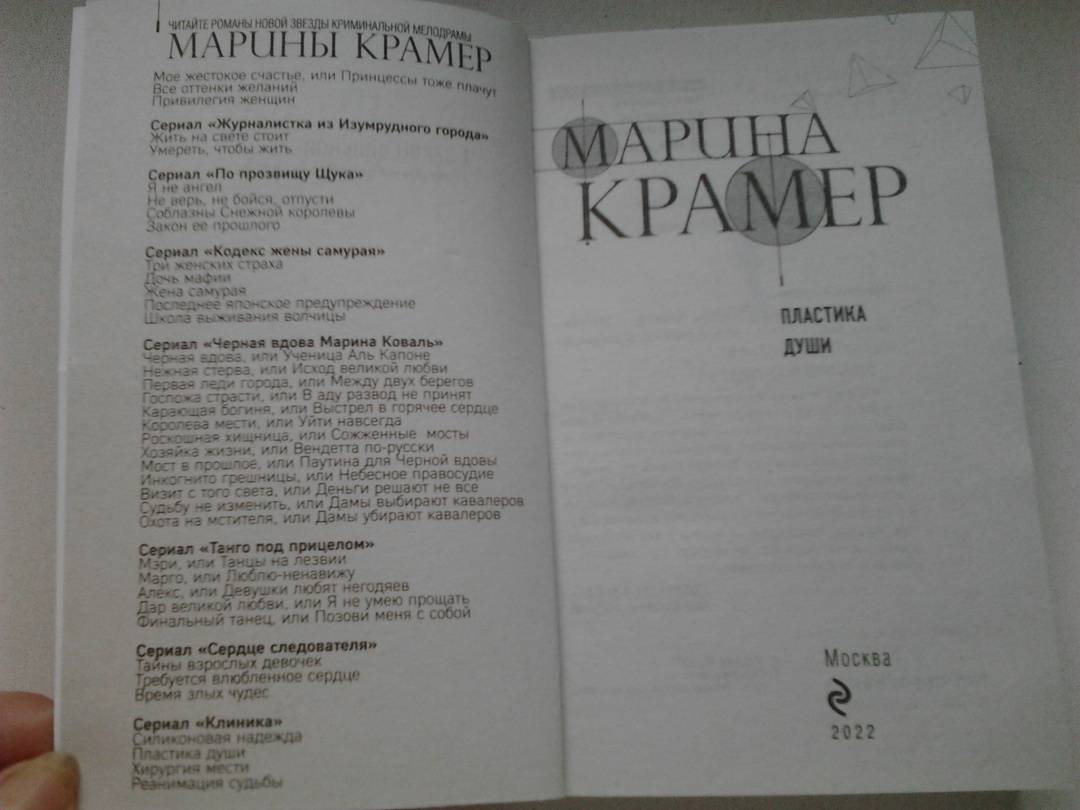 ЧИТАЙТЕ РОМАНЫ НОВОЙ ЗВЕЗДЫ КРИМИНАЛЬНОЙ МЕЛОДРАМЫ
МАРИНЫ КРАМЕР
Мое жестокое счастье, или Принцессы тоже плачут
Все оттенки желаний
Привилегия женщин
Сериал «Журналистка из Изумрудного города»
Жить на свете стоит
Умереть, чтобы жить
Сериал «По прозвищу Щука»
Я не ангел
Не верь, не бойся, отпусти
Соблазны Снежной королевы
Закон ее прошлого
Сериал «Кодекс жены самурая»
Три женских страха
Дочь мафии
Жена самурая
Последнее японское предупреждение
Школа выживания волчицы
Сериал «Черная вдова Марина Коваль»
Черная вдова, или Ученица Аль Капоне
Нежная стерва, или Исход великой любви
Первая леди города, или Между двух берегов
Госпожа страсти, или В аду развод не принят
Карающая богиня, или Выстрел в горячее сердце
Королева мести, или Уйти навсегда
Роскошная хищница, или Сожженные мосты
Хозяйка жизни, или Вендетта по-русски
Мост в прошлое, или Паутина для Черной вдовы
Инкогнито грешницы, или Небесное правосудие
Визит с того света, или Деньги решают не все
Судьбу не изменить, или Дамы выбирают кавалеров
Охота на мстителя, или Дамы убирают кавалеров
Сериал «Танго под прицелом»
Мэри, или Танцы на лезвии
Марго, или Люблю-ненавижу
Алекс, или Девушки любят негодяев
Дар великой любви, или Я не умею прощать
Финальный танец, или Позови меня с собой
Сериал «Сердце следователя»
Тайны взрослых девочек
Требуется влюбленное сердце
Время злых чудес
Сериал «Клиника»
Силиконовая надежда
Пластика души
Хирургия мести
Реанимация судьбы
МАРИНА
КРАМЕР
ПЛАСТИКА
ДУШИ
Москва
2022